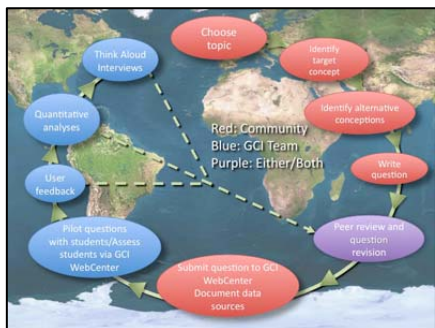 Choose
topic
Identify
target
concept
Identify alternative
conceptions
Write
question
Peer review and
question
revision
Submit question to GCI
WebCenter
Document data
sources
Pilot questions
with students/Assess
students via GCI
WebCenter
User
feedback
Quantitative
analyses
Think Aloud
Interviews
Red: Community
Blue: GCI Team
Purple: Either/Both